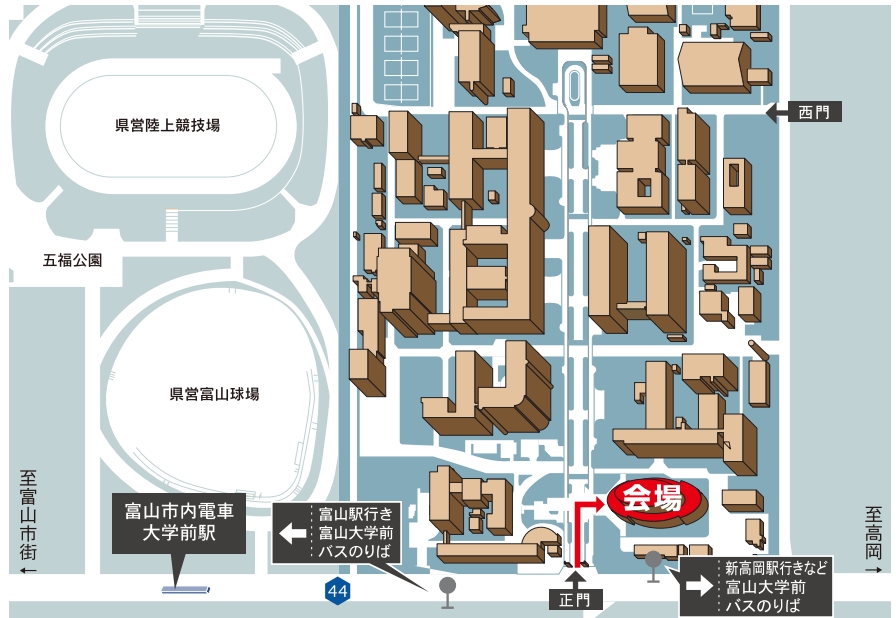 県営陸上競技場
西門
五福公園
県営富山球場
至富山市街
←
富山市内電車
大学前駅
富山駅行き
富山大学前
バスのりば
44
正門
会場
新高岡駅行きなど
富山大学前
バスのりば
至高岡
→